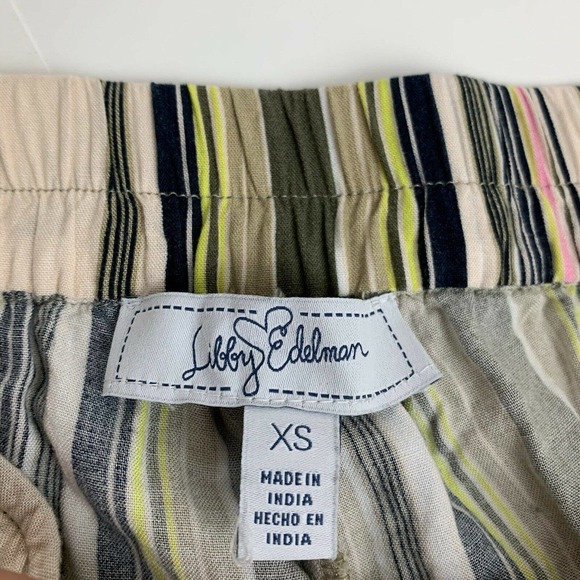 Libby Edelman
XS
MADE IN
INDIA
HECHO EN
INDIA